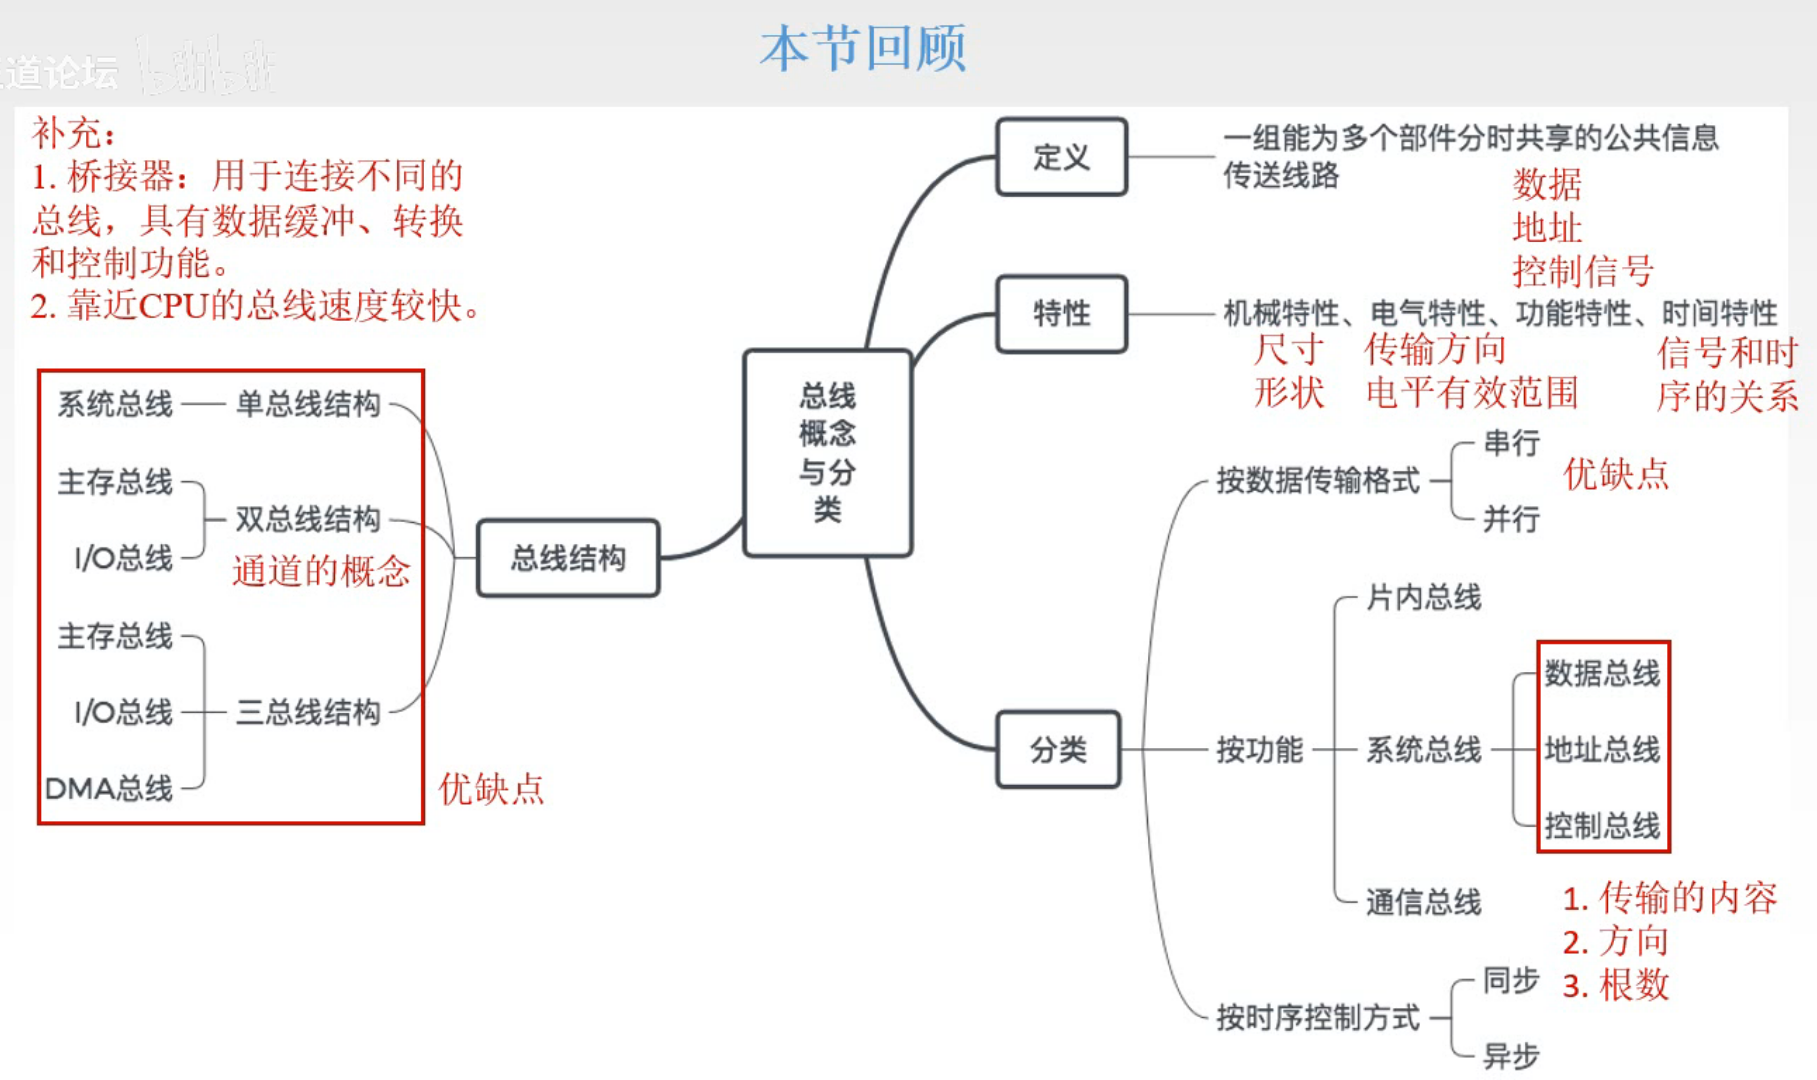 本节回顾
道论坛 bilibili
补充：
1. 桥接器：用于连接不同的
总线，具有数据缓冲、转换
和控制功能。
2. 靠近CPU的总线速度较快。
定义
一组能为多个部件分时共享的公共信息
传送线路
数据
地址
控制信号
特性
机械特性、电气特性、功能特性、时间特性
尺寸
形状
传输方向
电平有效范围
信号和时
序的关系
总线
概念
与分
类
总线结构
系统总线
单总线结构
主存总线
I/O总线
双总线结构
通道的概念
主存总线
I/O总线
DMA总线
三总线结构
优缺点
分类
按数据传输格式
串行
并行
优缺点
按功能
片内总线
系统总线
数据总线
地址总线
控制总线
通信总线
1. 传输的内容
2. 方向
3. 根数
按时序控制方式
同步
异步